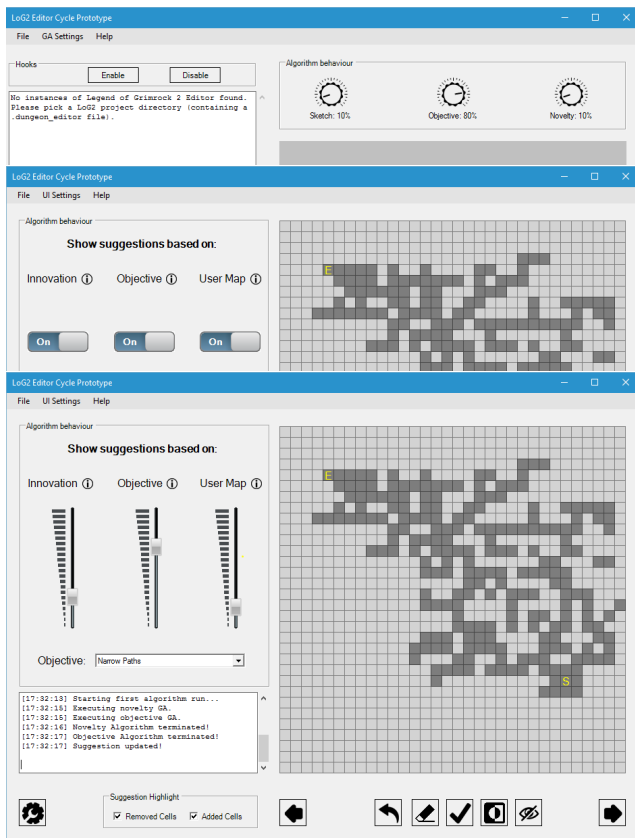 LoG2 Editor Cycle Prototype
File GA Settings Help
Hooks
Enable Disable
No instances of Legend of Grimrock 2 Editor found.
Please pick a LoG2 project directory (containing a
.dungeon_editor file).
Algorithm behaviour
Sketch: 10% Objective: 80% Novelty: 10%
LoG2 Editor Cycle Prototype
File UI Settings Help
Algorithm behaviour
Show suggestions based on:
Innovation Objective User Map
On On On
E
LoG2 Editor Cycle Prototype
File UI Settings Help
Algorithm behaviour
Show suggestions based on:
Innovation Objective User Map
Objective: Narrow Paths
E
S
[17:32:13] Starting first algorithm run...
[17:32:15] Executing novelty GA.
[17:32:15] Executing objective GA.
[17:32:16] Novelty Algorithm terminated!
[17:32:17] Objective Algorithm terminated!
[17:32:17] Suggestion updated!
Suggestion Highlight
Removed Cells Added Cells